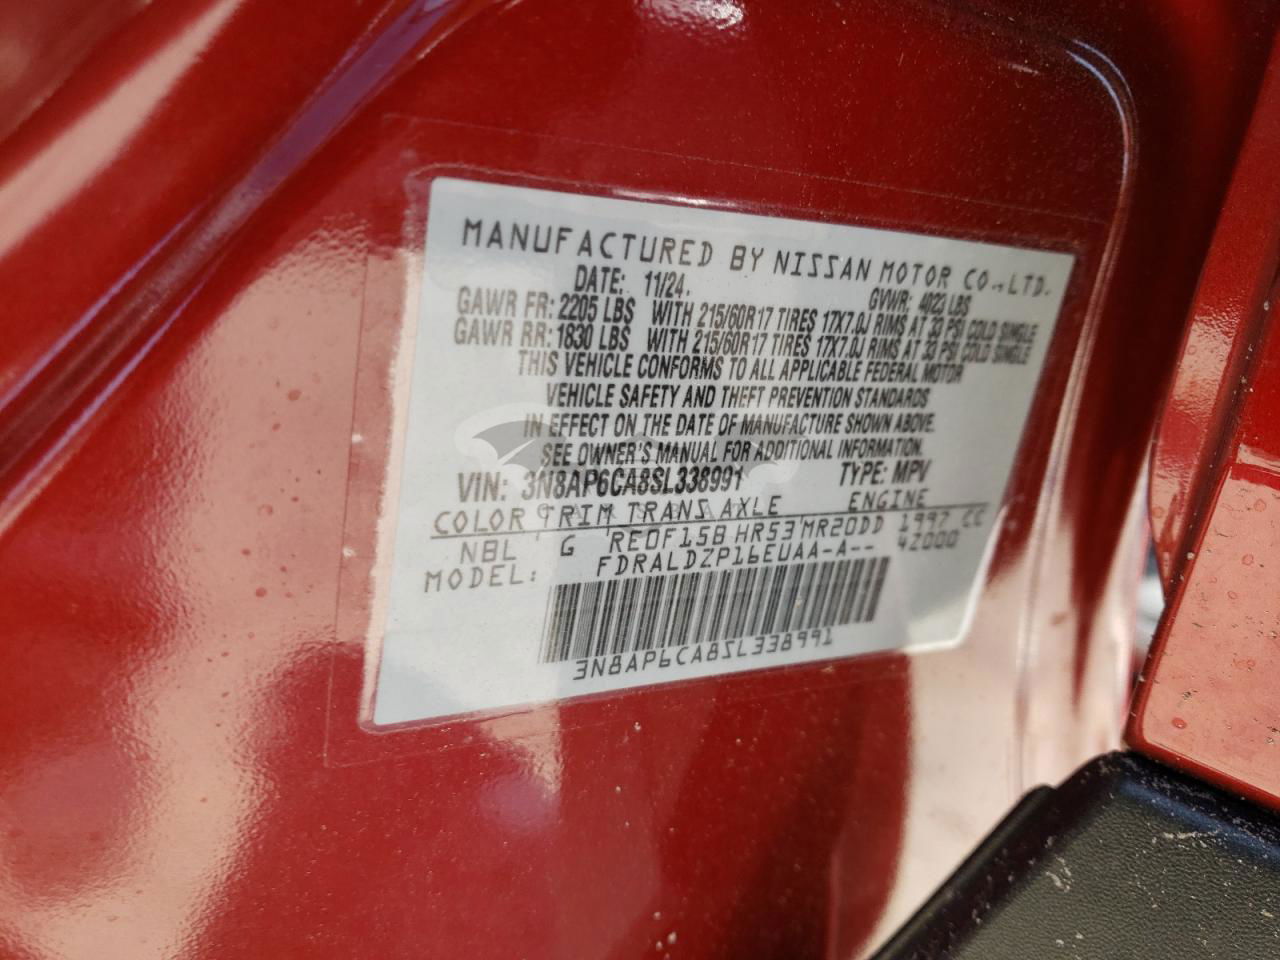 MANUFACTURED BY NISSAN MOTOR CO.,LTD.
DATE: 11/24. GVWR: 4023 LBS
GAWR FR: 2205 LBS WITH 215/60R17 TIRES 17X7.0J RIMS AT 33 PSI COLD SINGLE
GAWR RR: 1830 LBS WITH 215/60R17 TIRES 17X7.0J RIMS AT 33 PSI COLD SINGLE
THIS VEHICLE CONFORMS TO ALL APPLICABLE FEDERAL MOTOR
VEHICLE SAFETY AND THEFT PREVENTION STANDARDS
IN EFFECT ON THE DATE OF MANUFACTURE SHOWN ABOVE.
SEE OWNER'S MANUAL FOR ADDITIONAL INFORMATION.
VIN: 3N8AP6CA8SL338991 TYPE: MPV
COLOR TRIM TRANS AXLE ENGINE
NBL G RE0F15B HR53 MR20DD 1997 CC
MODEL: FDRALDZP16EUAA-A-- 42000
3N8AP6CA8SL338991